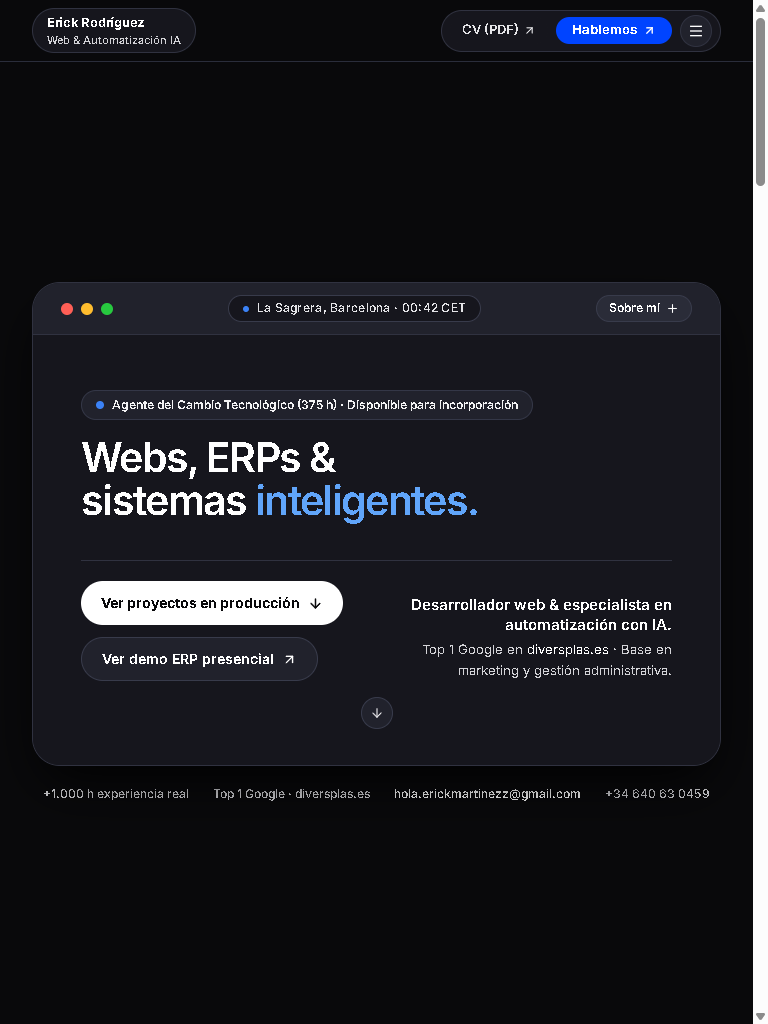 Erick Rodríguez
Web & Automatización IA
CV (PDF) ↗
Hablemos ↗
La Sagrera, Barcelona · 00:42 CET
Sobre mí +
Agente del Cambio Tecnológico (375 h) · Disponible para incorporación
Webs, ERPs &
sistemas inteligentes.
Ver proyectos en producción ↓
Ver demo ERP presencial ↗
Desarrollador web & especialista en
automatización con IA.
Top 1 Google en diversplas.es · Base en
marketing y gestión administrativa.
+1.000 h experiencia real
Top 1 Google · diversplas.es
hola.erickmartinezz@gmail.com
+34 640 63 0459